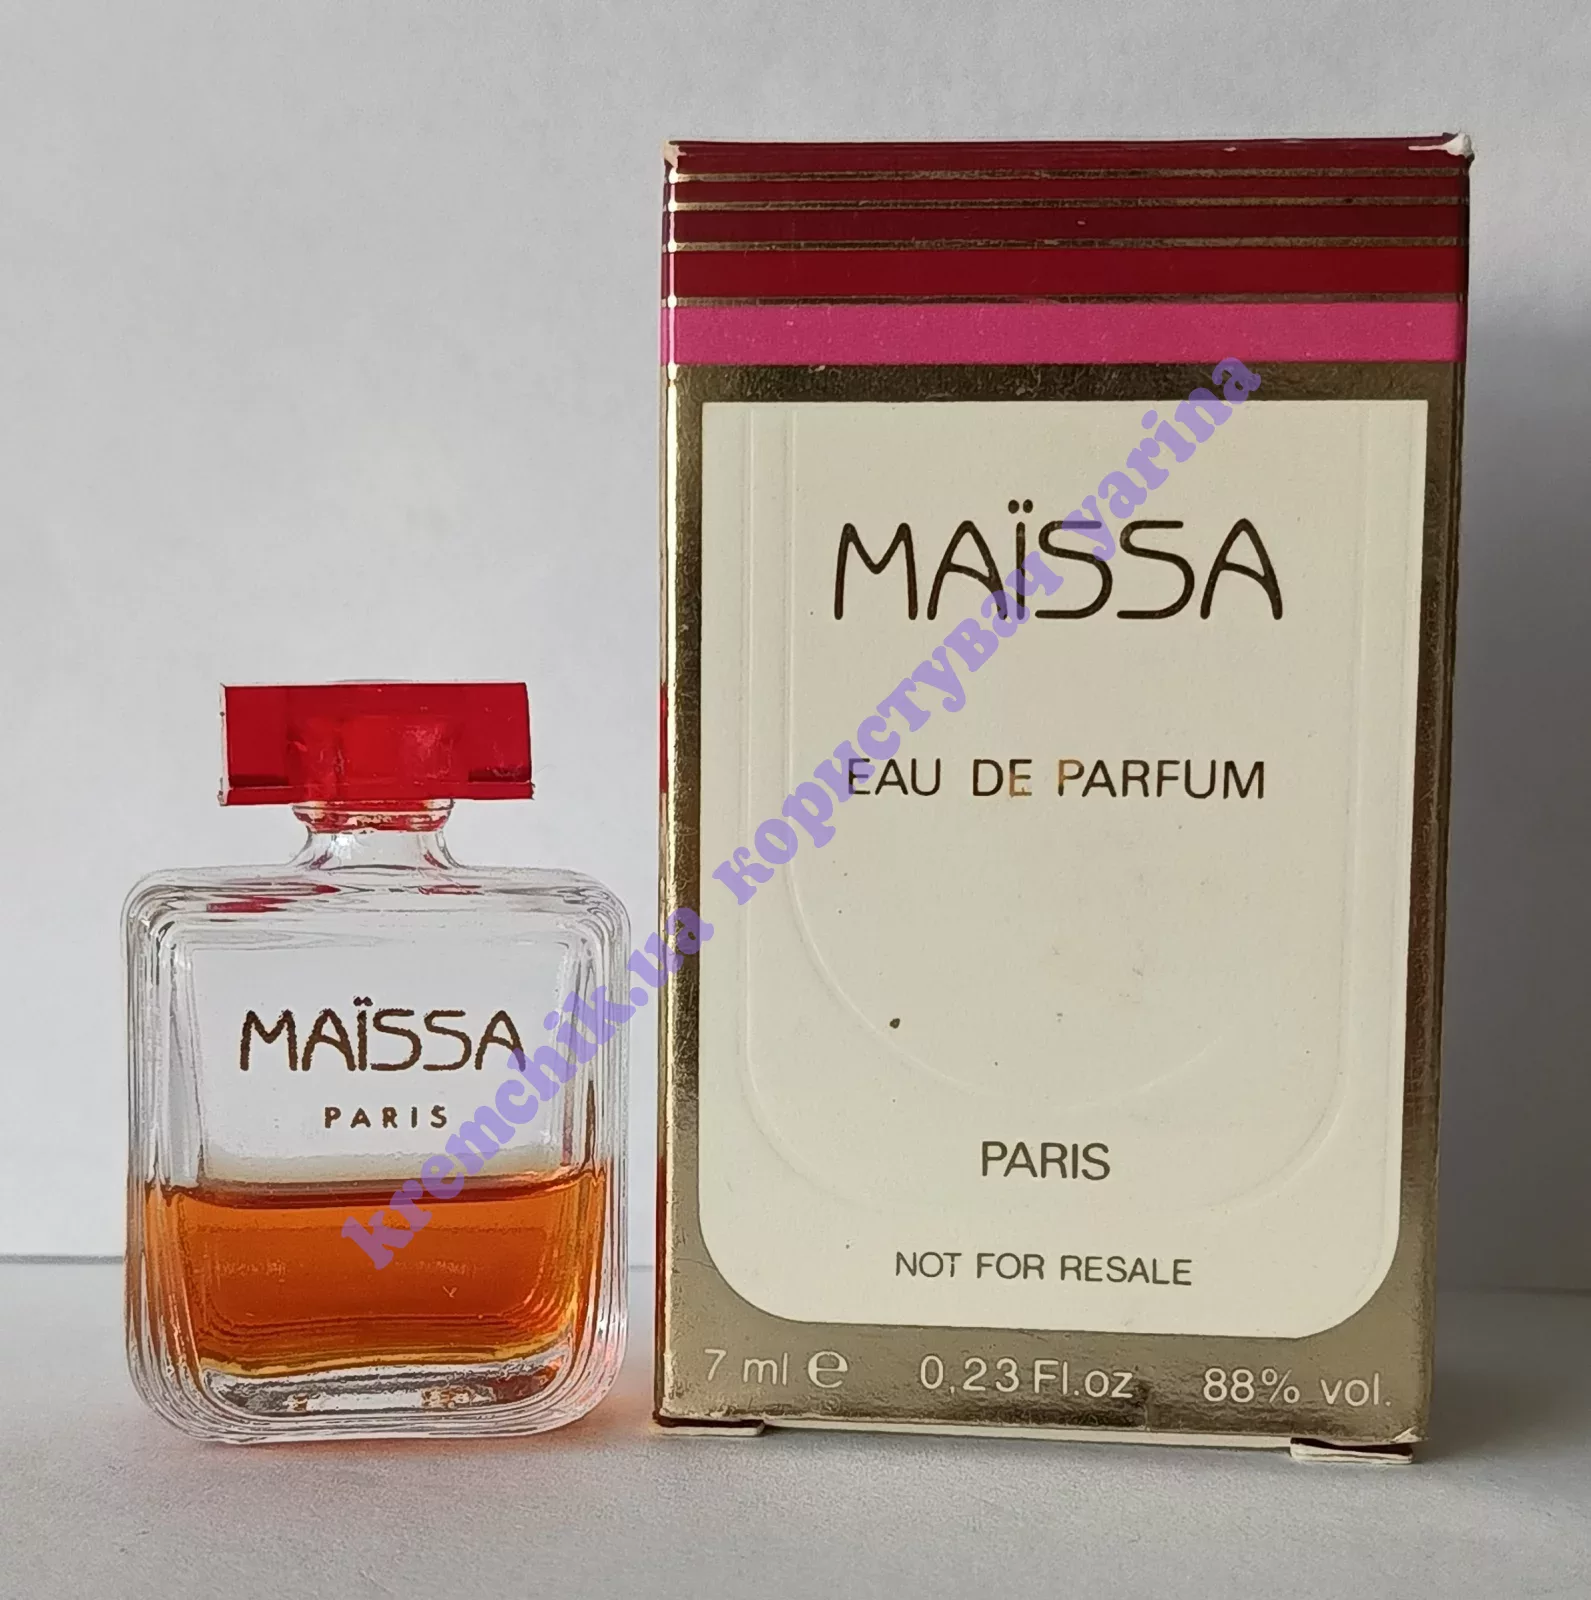 MAÏSSA
EAU DE PARFUM
PARIS
NOT FOR RESALE
7 ml ℮ 0,23 Fl.oz 88% vol.
MAÏSSA
PARIS
kremchik.ua користувач yarina